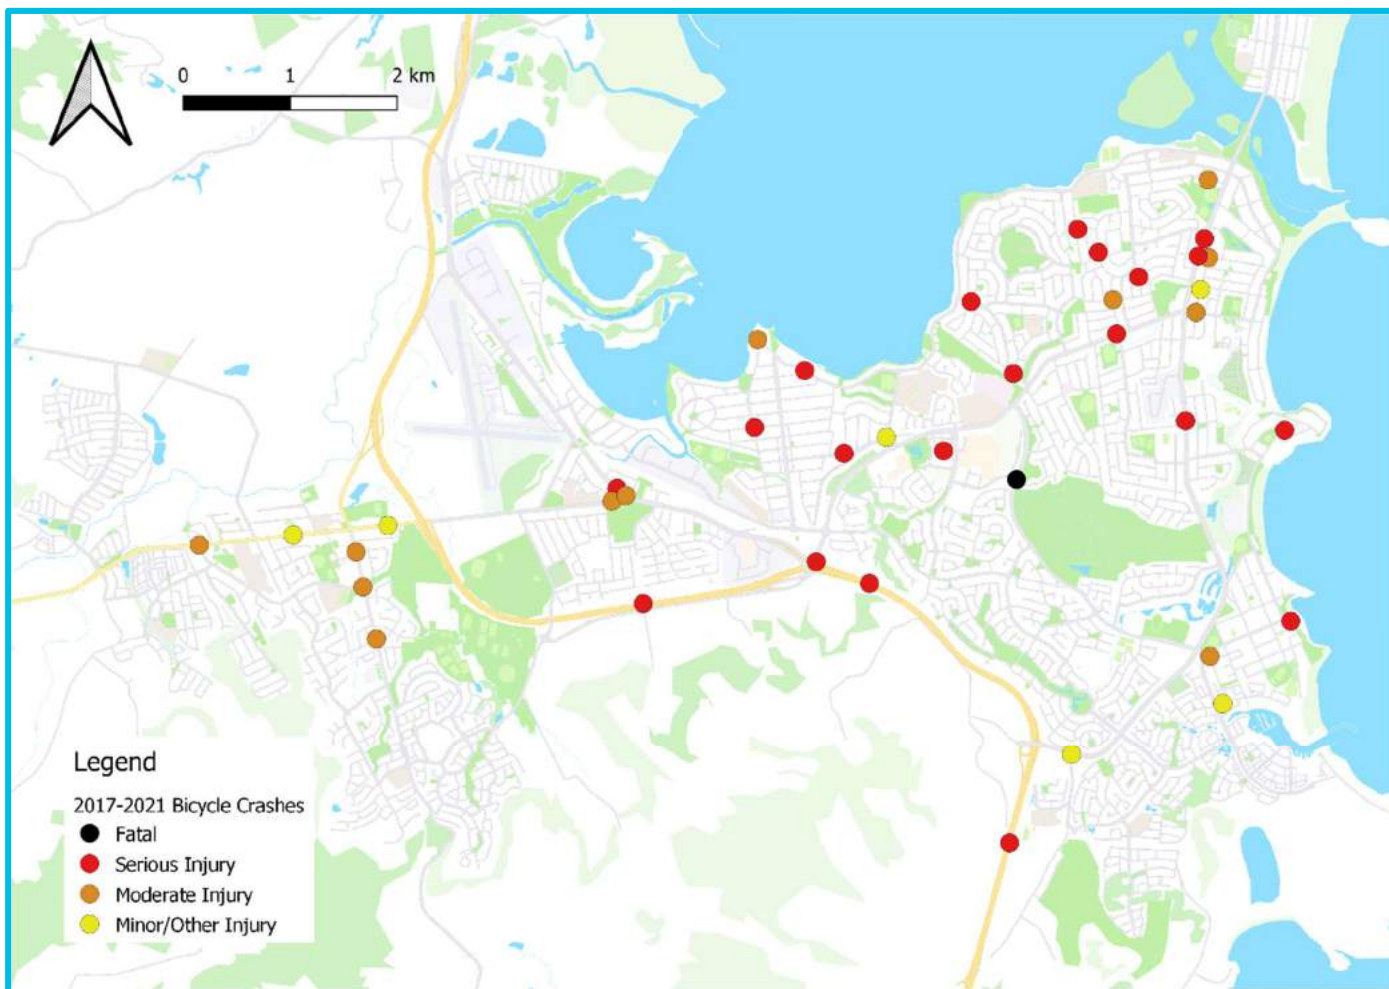 0 1 2 km
Legend
2017-2021 Bicycle Crashes
Fatal
Serious Injury
Moderate Injury
Minor/Other Injury